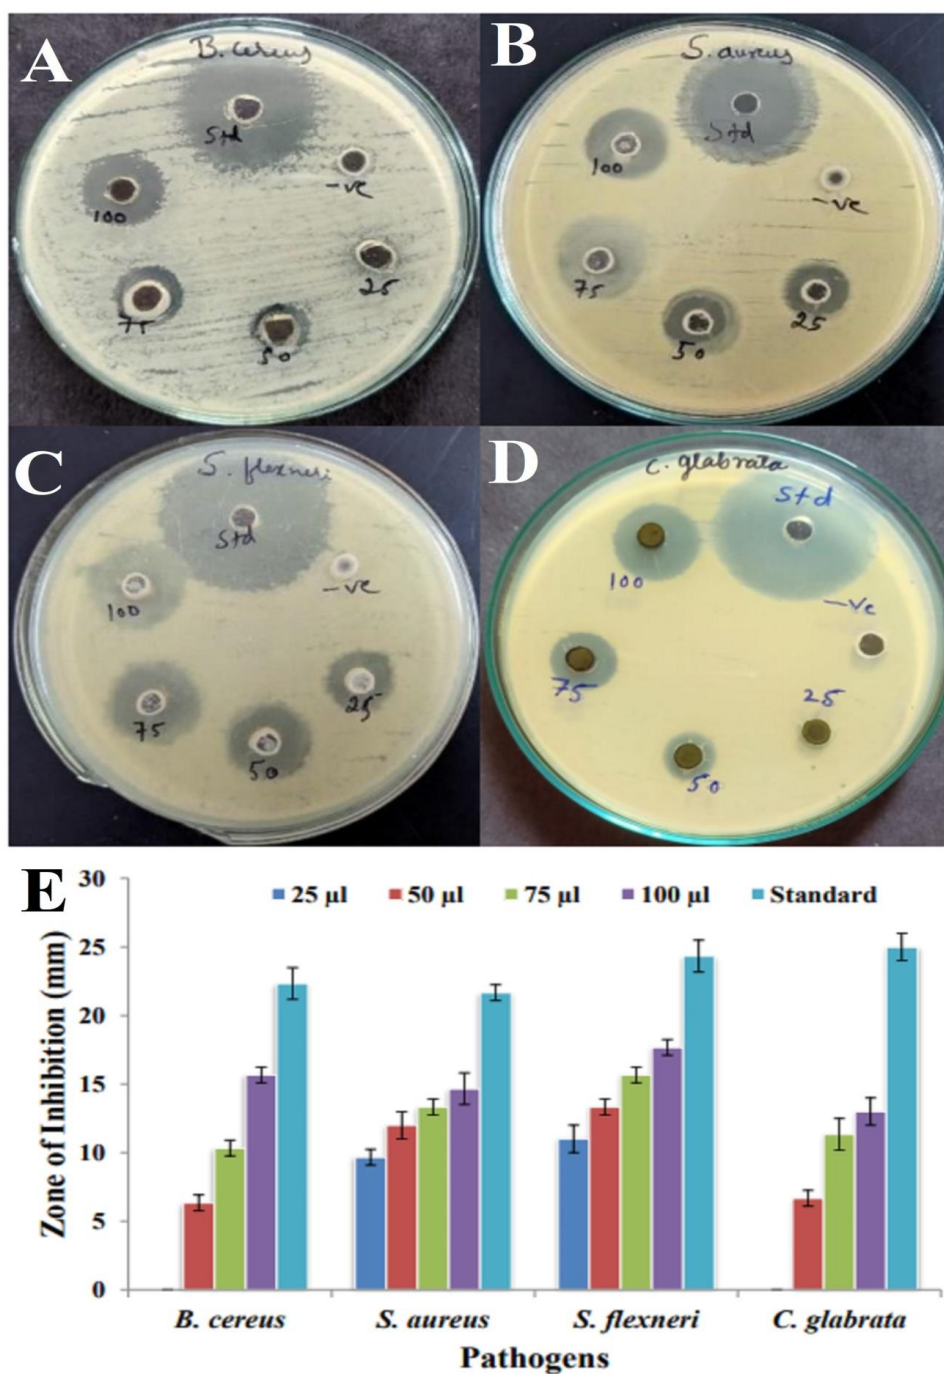 A
B. cereus
Std
-ve
100
25
75
50
B
S. aureus
Std
100
-ve
75
25
50
C
S. flexneri
Std
-ve
100
25
75
50
D
C. glabrata
Std
100
-ve
75
25
50
E
30
25
20
15
10
5
0
Zone of Inhibition (mm)
25 µl 50 µl 75 µl 100 µl Standard
B. cereus S. aureus S. flexneri C. glabrata
Pathogens